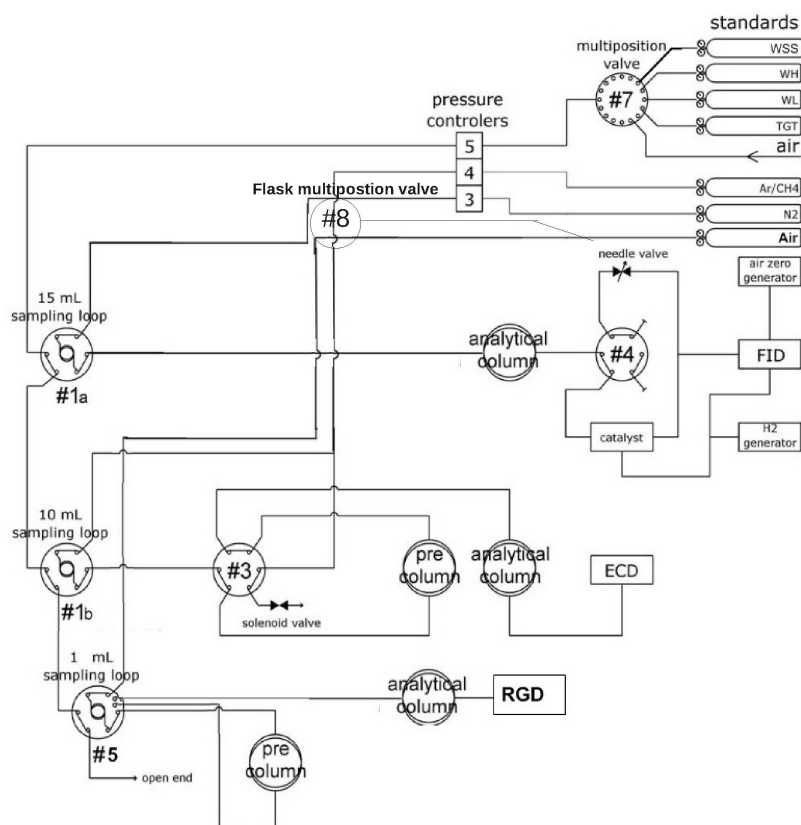 standards
multiposition
valve
WSS
WH
#7
WL
TGT
air
pressure
controlers
5
4
3
Ar/CH4
N2
Air
Flask multipostion valve
#8
needle valve
air zero
generator
15 mL
sampling loop
#1a
analytical
column
#4
FID
catalyst
H2
generator
10 mL
sampling loop
#1b
#3
solenoid valve
pre
column
analytical
column
ECD
1 mL
sampling loop
#5
analytical
column
RGD
pre
column
open end